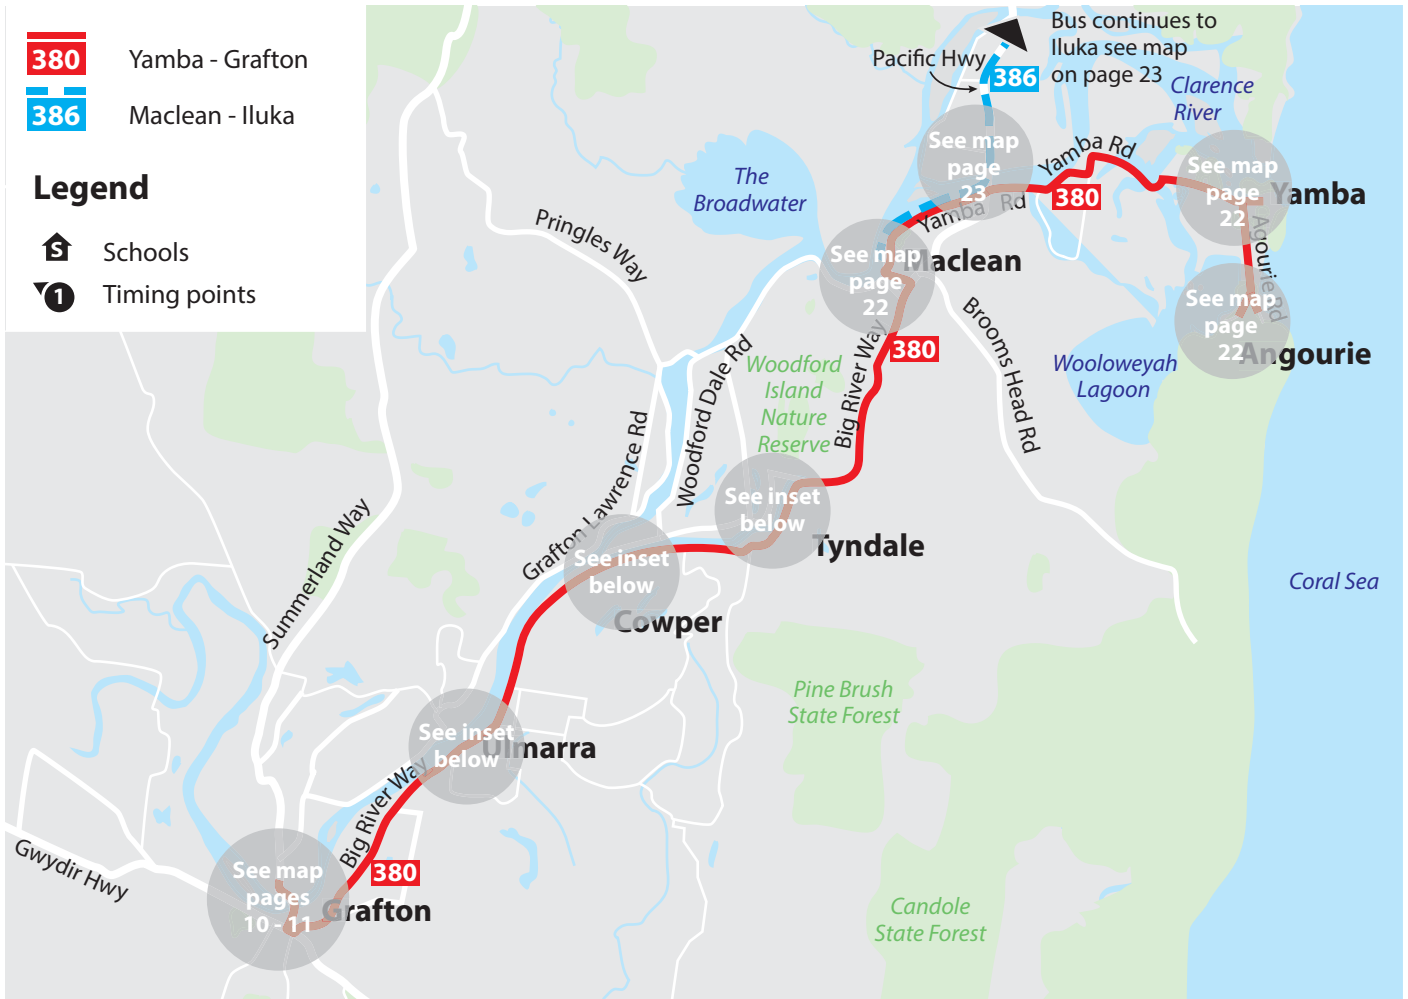 380
Yamba - Grafton
386
Maclean - Iluka
Legend
S
Schools
1
Timing points
Bus continues to
Iluka see map
on page 23
Pacific Hwy
386
Clarence
River
See map
page
23
Yamba Rd
380
See map
page
22
Yamba
The
Broadwater
Yamba Rd
Agourie Rd
Pringles Way
See map
page
22
Maclean
See map
page
22
Angourie
Brooms Head Rd
380
Big River Way
Wooloweyah
Lagoon
Woodford
Island
Nature
Reserve
Woodford Dale Rd
Grafton Lawrence Rd
See inset
below
Tyndale
Summerland Way
See inset
below
Cowper
Coral Sea
Pine Brush
State Forest
See inset
below
Ulmarra
Big River Way
380
Gwydir Hwy
See map
pages
10 - 11
Grafton
Candole
State Forest